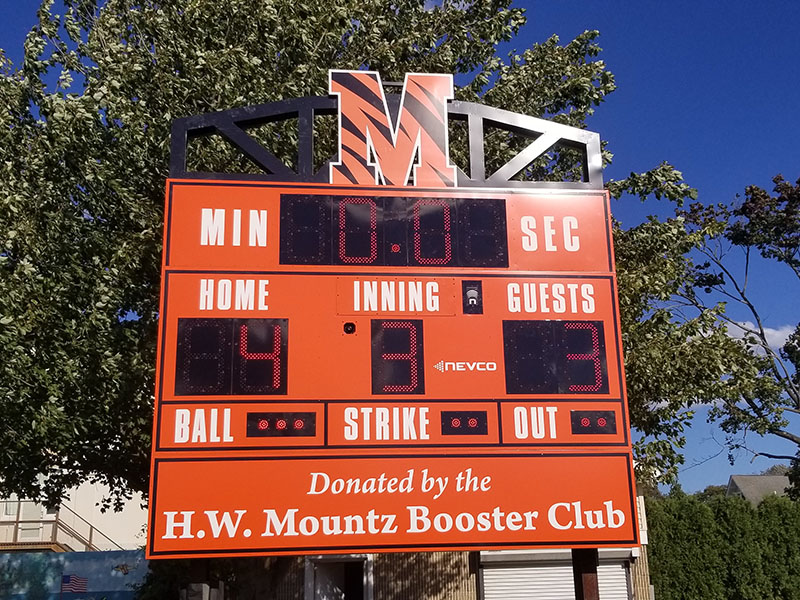 M
MIN 0.0 SEC
HOME INNING GUESTS
4 3 3
NEVCO
BALL STRIKE OUT
Donated by the
H.W. Mountz Booster Club